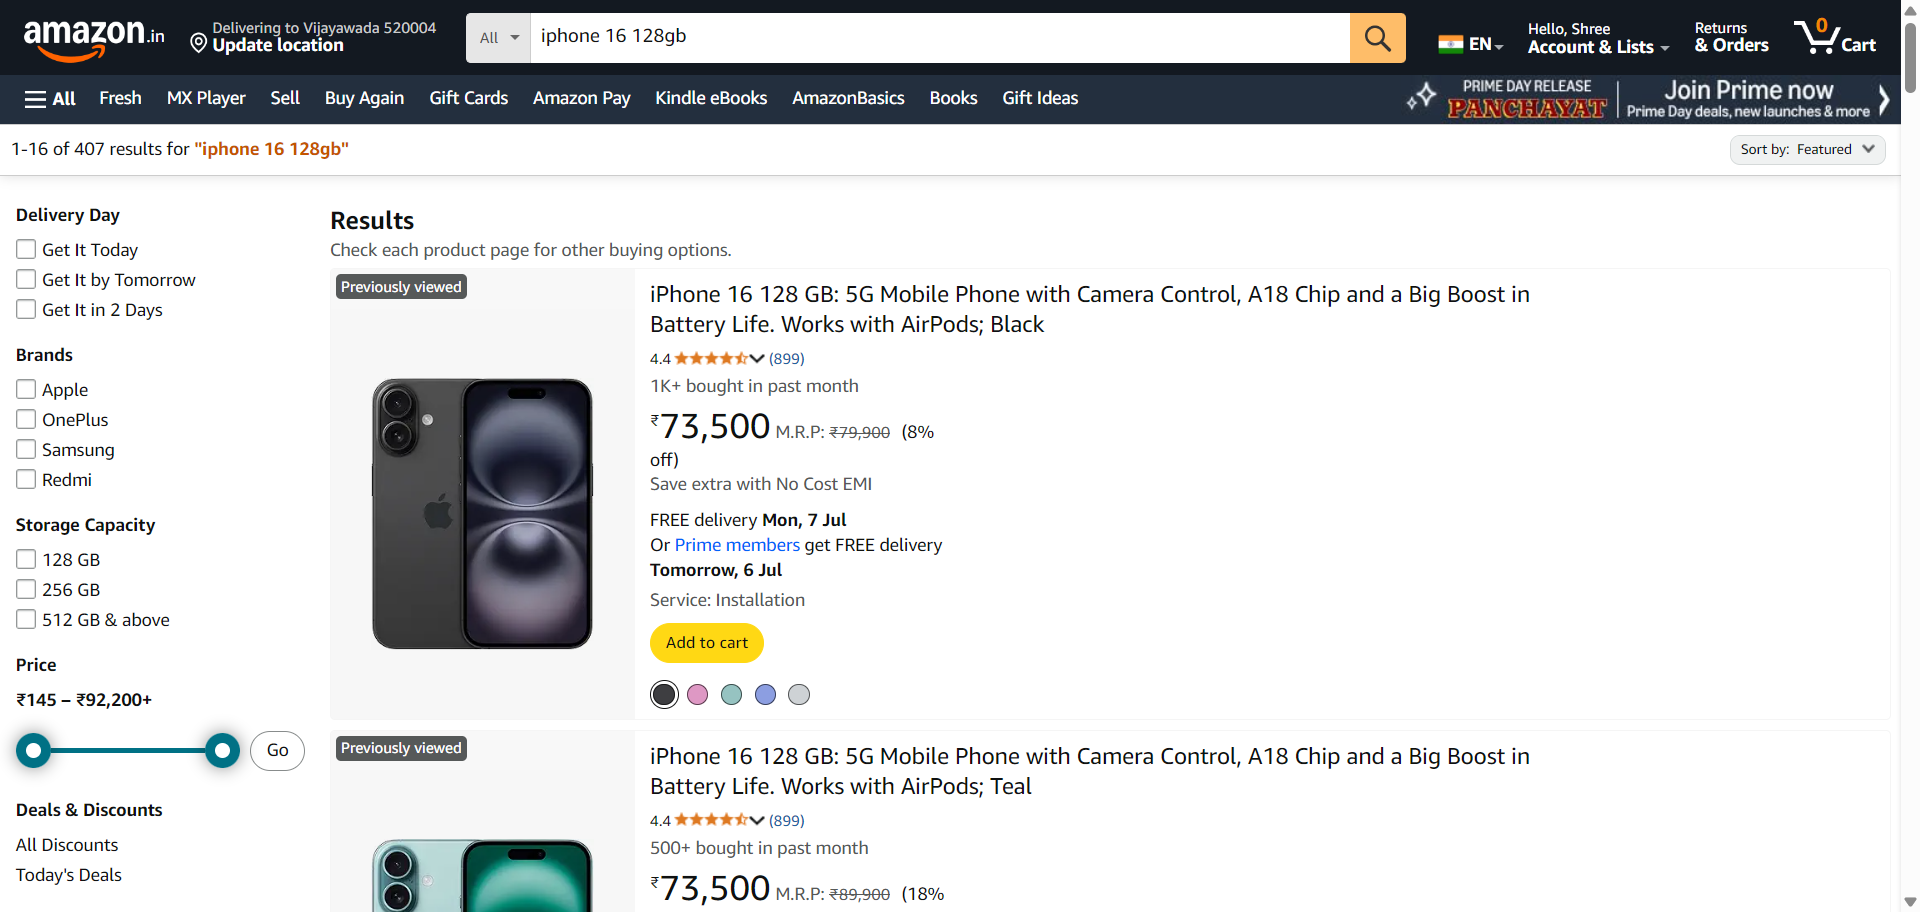 amazon.in
Delivering to Vijayawada 520004
Update location
All
iphone 16 128gb
EN
Hello, Shree
Account & Lists
Returns
& Orders
0
Cart
All
Fresh
MX Player
Sell
Buy Again
Gift Cards
Amazon Pay
Kindle eBooks
AmazonBasics
Books
Gift Ideas
PRIME DAY RELEASE
PANCHAYAT
Join Prime now
Prime Day deals, new launches & more
1-16 of 407 results for "iphone 16 128gb"
Sort by: Featured
Delivery Day
Get It Today
Get It by Tomorrow
Get It in 2 Days
Brands
Apple
OnePlus
Samsung
Redmi
Storage Capacity
128 GB
256 GB
512 GB & above
Price
₹145 – ₹92,200+
Go
Deals & Discounts
All Discounts
Today's Deals
Results
Check each product page for other buying options.
Previously viewed
iPhone 16 128 GB: 5G Mobile Phone with Camera Control, A18 Chip and a Big Boost in
Battery Life. Works with AirPods; Black
4.4 (899)
1K+ bought in past month
₹73,500 M.R.P: ₹79,900 (8%
off)
Save extra with No Cost EMI
FREE delivery Mon, 7 Jul
Or Prime members get FREE delivery
Tomorrow, 6 Jul
Service: Installation
Add to cart
Previously viewed
iPhone 16 128 GB: 5G Mobile Phone with Camera Control, A18 Chip and a Big Boost in
Battery Life. Works with AirPods; Teal
4.4 (899)
500+ bought in past month
₹73,500 M.R.P: ₹89,900 (18%